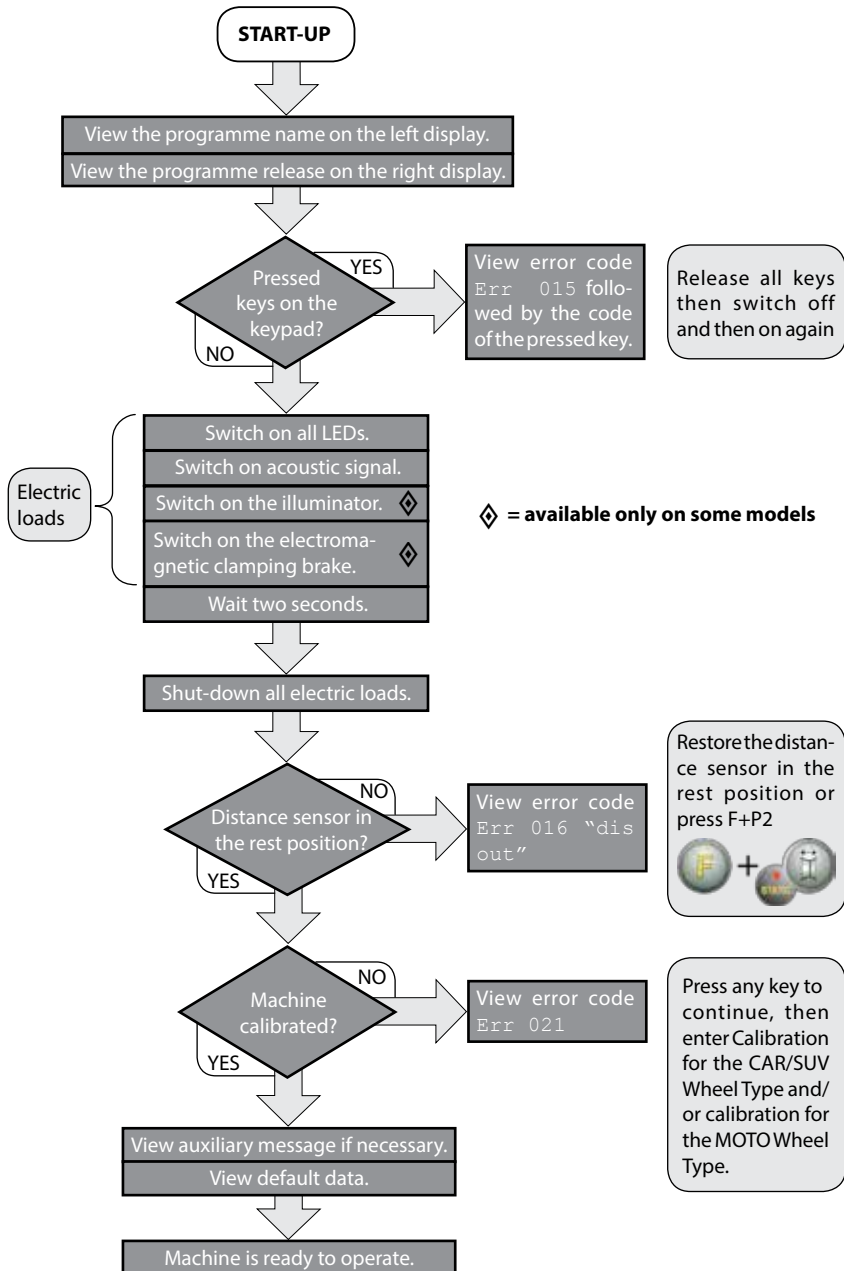 START-UP
View the programme name on the left display.
View the programme release on the right display.
Pressed
keys on the
keypad?
YES
NO
View error code
Err 015 follo-
wed by the code
of the pressed key.
Release all keys
then switch off
and then on again
Electric
loads
Switch on all LEDs.
Switch on acoustic signal.
Switch on the illuminator.
Switch on the electroma-
gnetic clamping brake.
Wait two seconds.
= available only on some models
Shut-down all electric loads.
Distance sensor in
the rest position?
NO
YES
View error code
Err 016 “dis
out”
Restore the distan-
ce sensor in the
rest position or
press F+P2
F
+
Machine
calibrated?
NO
YES
View error code
Err 021
Press any key to
continue, then
enter Calibration
for the CAR/SUV
Wheel Type and/
or calibration for
the MOTO Wheel
Type.
View auxiliary message if necessary.
View default data.
Machine is ready to operate.